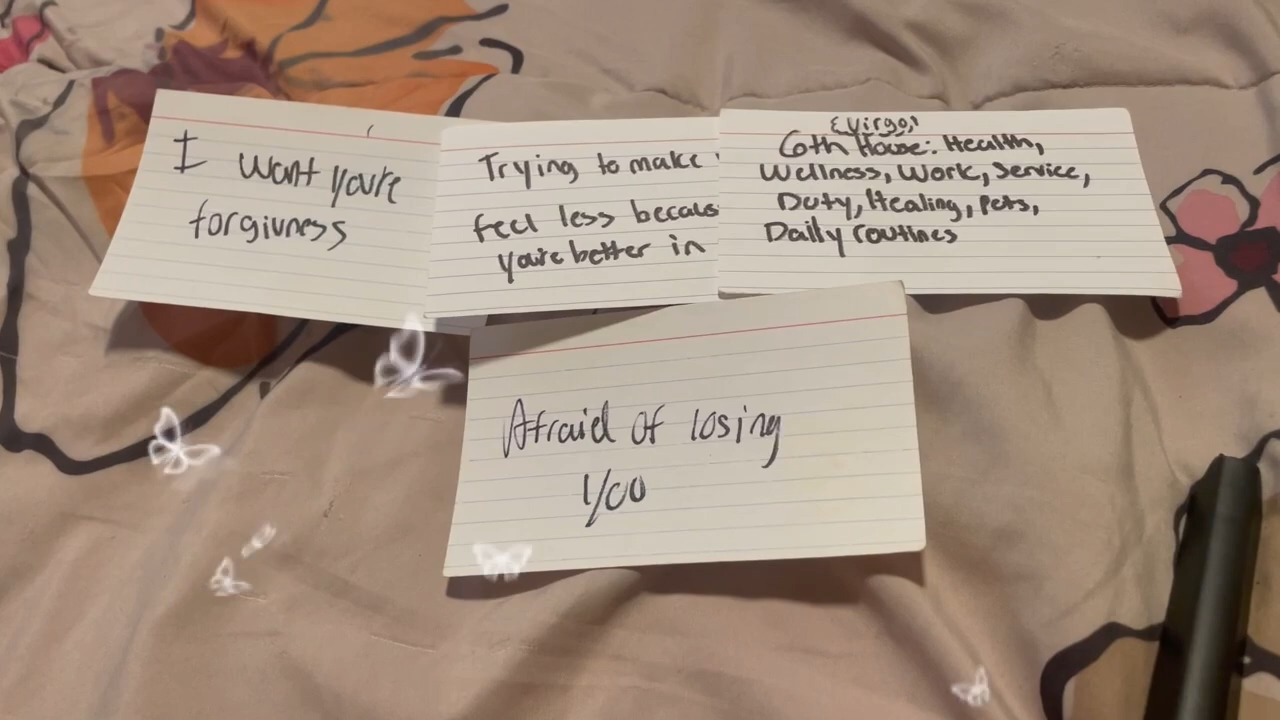 I want you're
forgivness
Trying to make
feel less becaus
you're better in
{Virgo}
6th House: Health,
Wellness, Work, Service,
Duty, Healing, Pets,
Daily routines
Afraid of losing
you